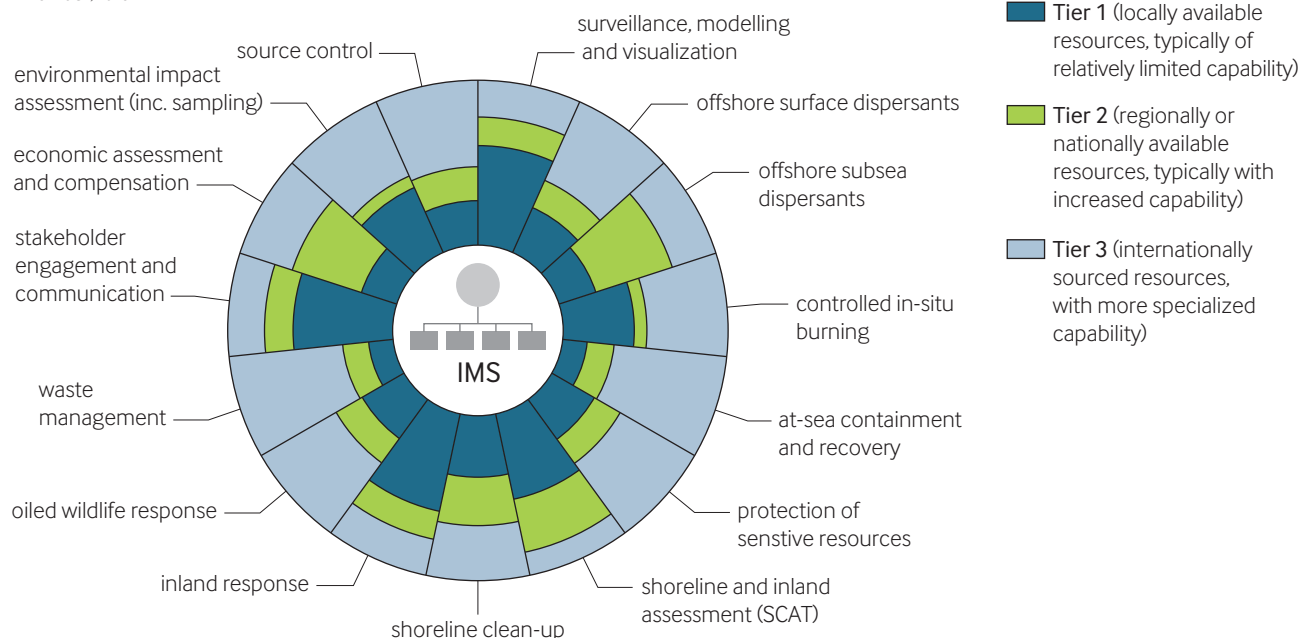 source control
surveillance, modelling
and visualization
environmental impact
assessment (inc. sampling)
offshore surface dispersants
economic assessment
and compensation
offshore subsea
dispersants
stakeholder
engagement and
communication
controlled in-situ
burning
IMS
waste
management
at-sea containment
and recovery
oiled wildlife response
protection of
senstive resources
inland response
shoreline and inland
assessment (SCAT)
shoreline clean-up
Tier 1 (locally available
resources, typically of
relatively limited capability)
Tier 2 (regionally or
nationally available
resources, typically with
increased capability)
Tier 3 (internationally
sourced resources,
with more specialized
capability)